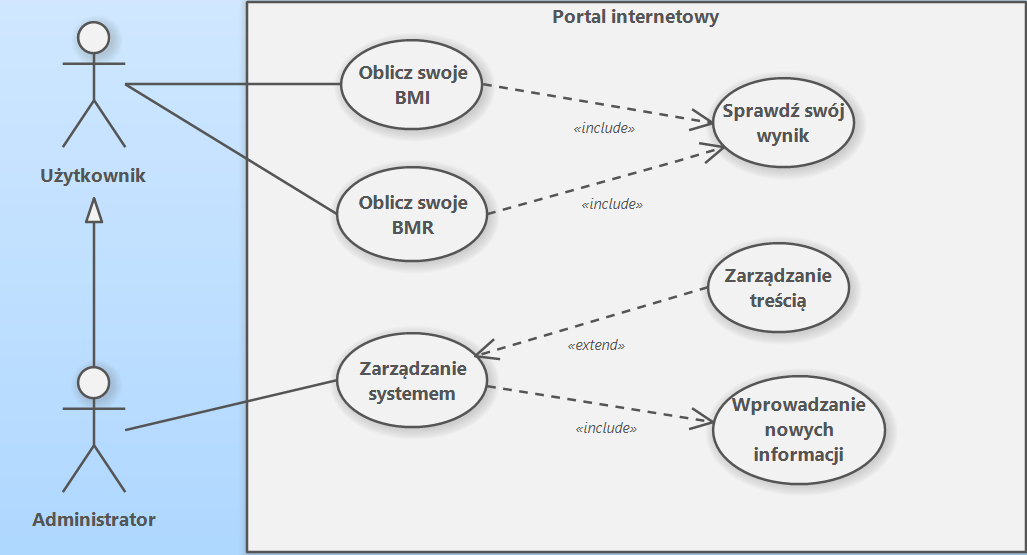 Portal internetowy
Oblicz swoje
BMI
Sprawdź swój
wynik
«include»
Użytkownik
Oblicz swoje
BMR
«include»
Zarządzanie
treścią
«extend»
Zarządzanie
systemem
Wprowadzanie
nowych
informacji
«include»
Administrator